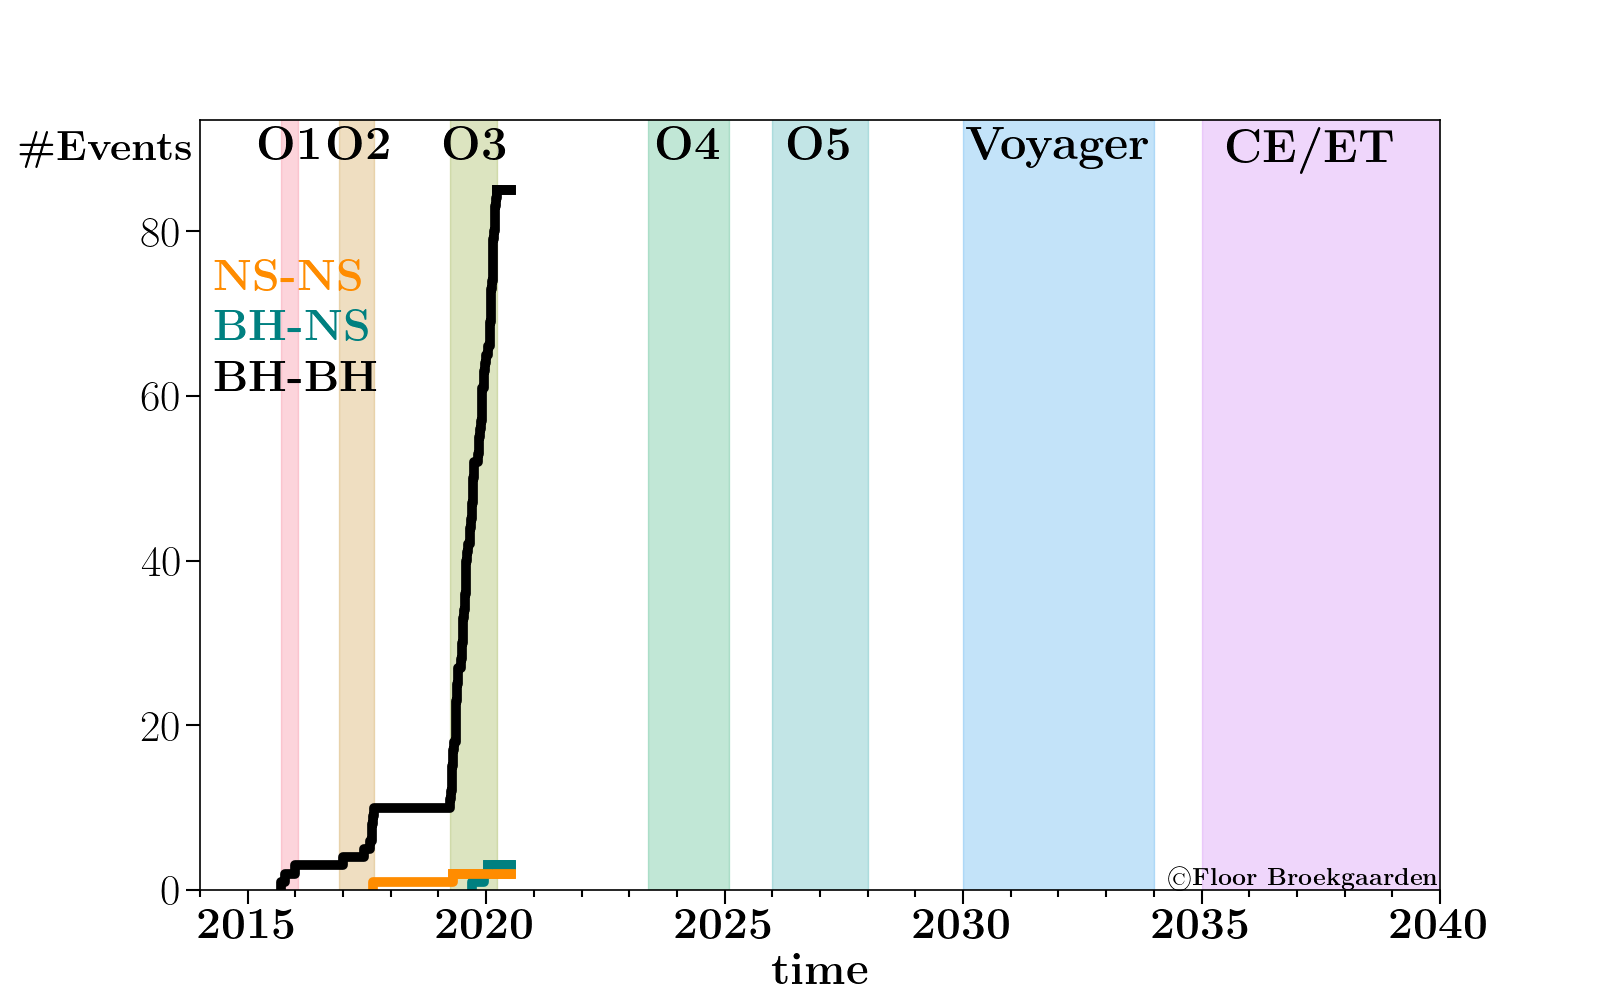 #Events O1 O2 O3 O4 O5 Voyager CE/ET
80
NS-NS
BH-NS
BH-BH
60
40
20
0
©Floor Broekgaarden
2015 2020 2025 2030 2035 2040
time